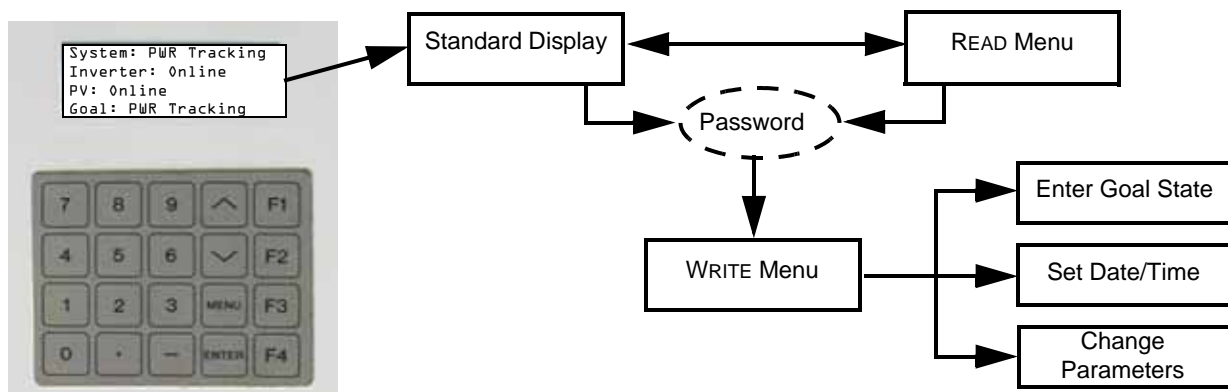 System: PWR Tracking
Inverter: Online
PV: Online
Goal: PWR Tracking
7 8 9 F1
4 5 6 F2
1 2 3 MENU F3
0 . – ENTER F4
Standard Display
READ Menu
Password
WRITE Menu
Enter Goal State
Set Date/Time
Change
Parameters